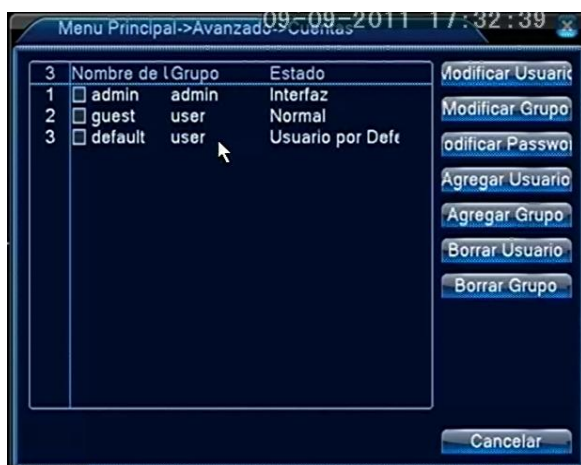 09-09-2011 17:32:39
Menu Principal->Avanzado->Cuentas
3 Nombre de Grupo Estado
1 admin admin Interfaz
2 guest user Normal
3 default user Usuario por Defe
Modificar Usuario
Modificar Grupo
odificar Passwo
Agregar Usuario
Agregar Grupo
Borrar Usuario
Borrar Grupo
Cancelar